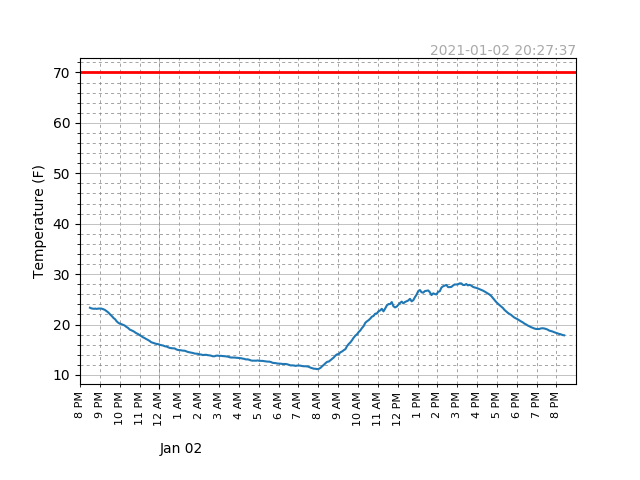 2021-01-02 20:27:37
Temperature (F)
70
60
50
40
30
20
10
8 PM
9 PM
10 PM
11 PM
12 AM
1 AM
2 AM
3 AM
4 AM
5 AM
6 AM
7 AM
8 AM
9 AM
10 AM
11 AM
12 PM
1 PM
2 PM
3 PM
4 PM
5 PM
6 PM
7 PM
8 PM
Jan 02